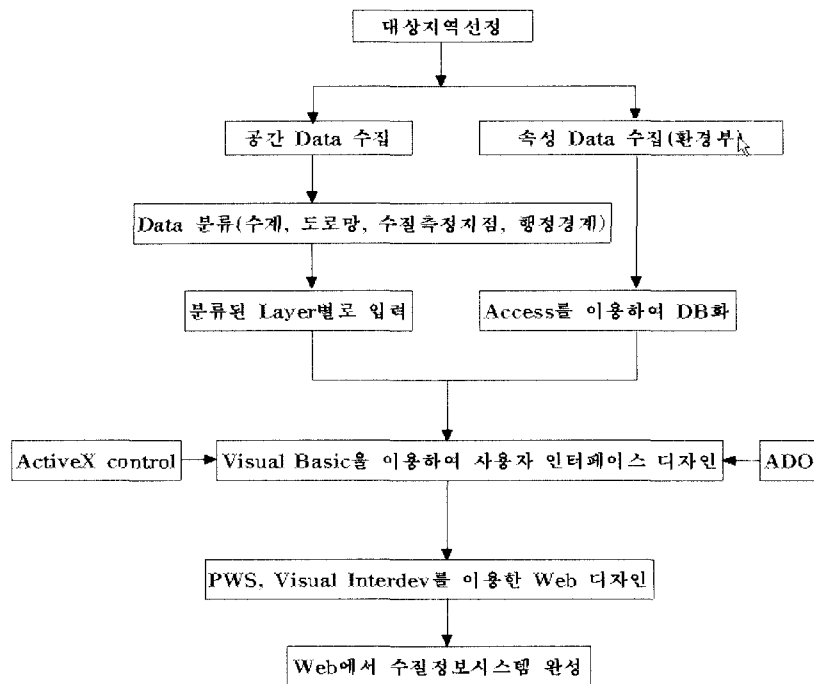 대상지역선정
공간 Data 수집
속성 Data 수집(환경부)
Data 분류(수계, 도로망, 수질측정지점, 행정경계)
분류된 Layer별로 입력
Access를 이용하여 DB화
ActiveX control
Visual Basic을 이용하여 사용자 인터페이스 디자인
ADO
PWS, Visual Interdev를 이용한 Web 디자인
Web에서 수질정보시스템 완성